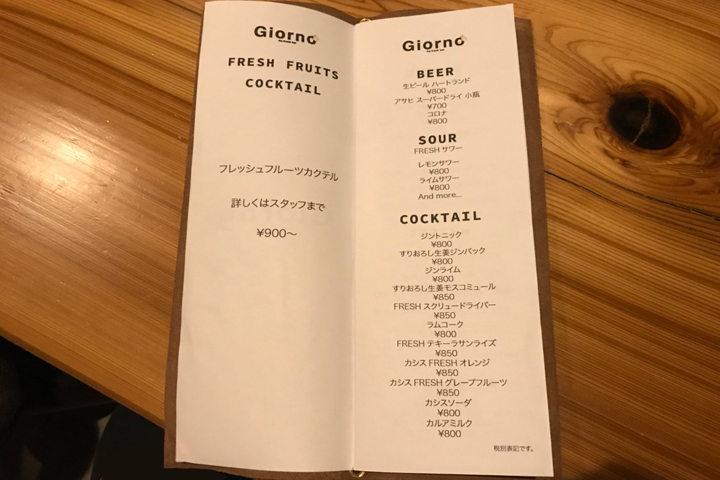 Giorno
FRESH FRUITS
COCKTAIL
フレッシュフルーツカクテル
詳しくはスタッフまで
¥900〜
Giorno
BEER
生ビール ハートランド
¥800
アサヒ スーパードライ 小瓶
¥700
コロナ
¥800
SOUR
FRESH サワー
レモンサワー
¥800
ライムサワー
¥800
And more...
COCKTAIL
ジントニック
¥800
すりおろし生姜ジンバック
¥800
ジンライム
¥800
すりおろし生姜モスコミュール
¥850
FRESH スクリュードライバー
¥850
ラムコーク
¥800
FRESH テキーラサンライズ
¥850
カシス FRESH オレンジ
¥850
カシス FRESH グレープフルーツ
¥850
カシスソーダ
¥800
カルアミルク
¥800
税別表記です。